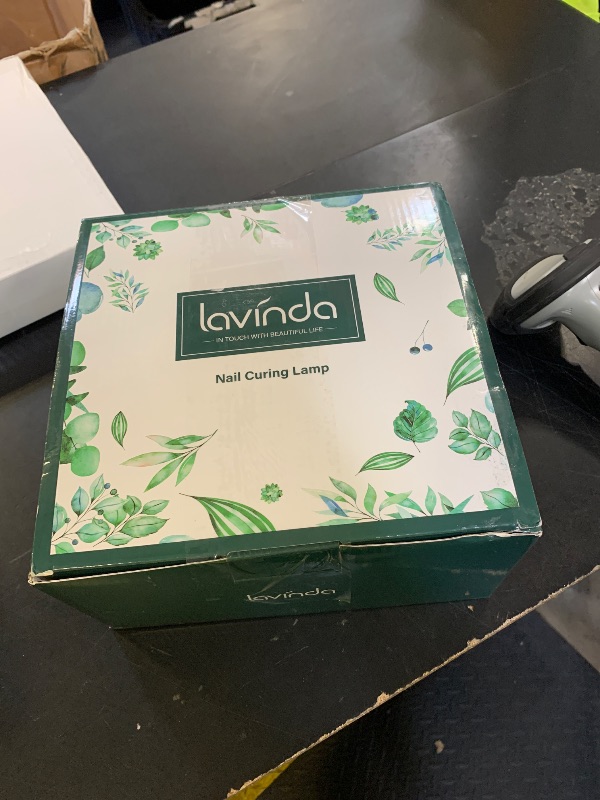 lavinda
IN TOUCH WITH BEAUTIFUL LIFE
Nail Curing Lamp
lavinda